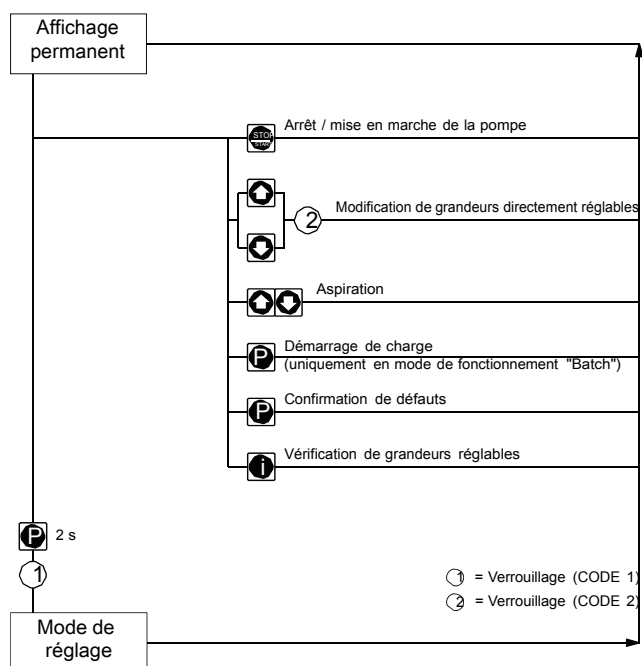 Affichage
permanent
STOP
START
Arrêt / mise en marche de la pompe
2
Modification de grandeurs directement réglables
Aspiration
P
Démarrage de charge
(uniquement en mode de fonctionnement "Batch")
P
Confirmation de défauts
i
Vérification de grandeurs réglables
P 2 s
1
1 = Verrouillage (CODE 1)
2 = Verrouillage (CODE 2)
Mode de
réglage